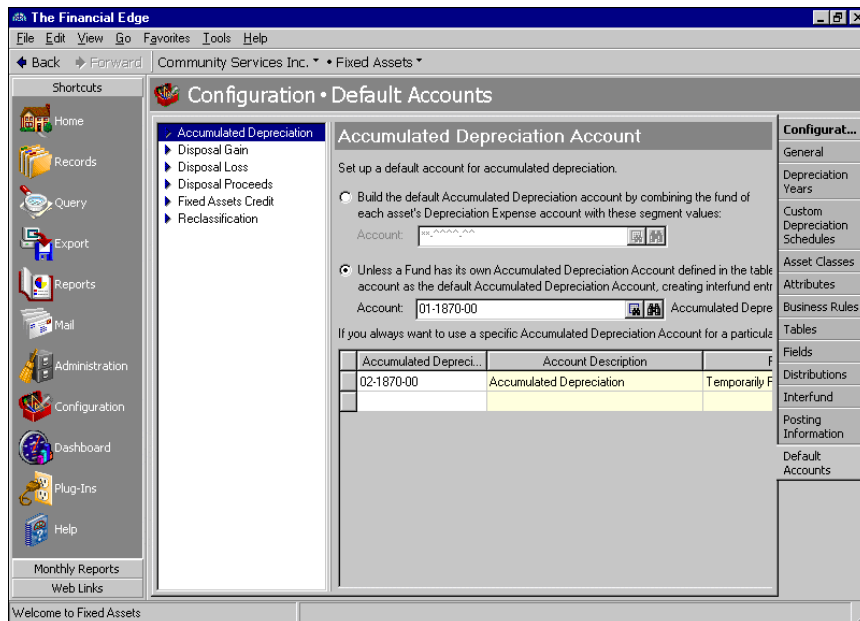 The Financial Edge
File Edit View Go Favorites Tools Help
Back Forward Community Services Inc. • Fixed Assets
Shortcuts
Home
Records
Query
Export
Reports
Mail
Administration
Configuration
Dashboard
Plug-Ins
Help
Monthly Reports
Web Links
Configuration • Default Accounts
Accumulated Depreciation
Disposal Gain
Disposal Loss
Disposal Proceeds
Fixed Assets Credit
Reclassification
Accumulated Depreciation Account
Set up a default account for accumulated depreciation.
Build the default Accumulated Depreciation account by combining the fund of
each asset's Depreciation Expense account with these segment values:
Account: **-^^^^-^^
Unless a Fund has its own Accumulated Depreciation Account defined in the table
account as the default Accumulated Depreciation Account, creating interfund entr
Account: 01-1870-00 Accumulated Depre
If you always want to use a specific Accumulated Depreciation Account for a particula
Accumulated Depreci... Account Description F
02-1870-00 Accumulated Depreciation Temporarily F
Configurat...
General
Depreciation
Years
Custom
Depreciation
Schedules
Asset Classes
Attributes
Business Rules
Tables
Fields
Distributions
Interfund
Posting
Information
Default
Accounts
Welcome to Fixed Assets